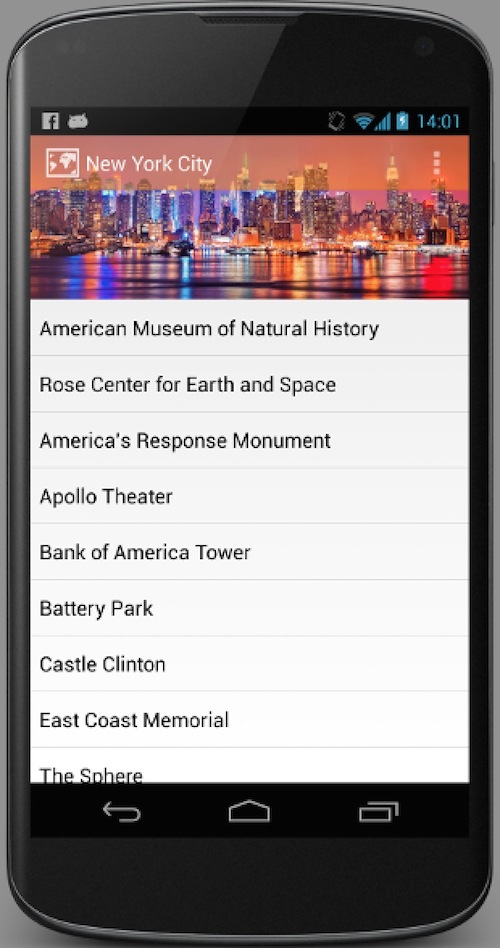 14:01
New York City
American Museum of Natural History
Rose Center for Earth and Space
America's Response Monument
Apollo Theater
Bank of America Tower
Battery Park
Castle Clinton
East Coast Memorial
The Sphere